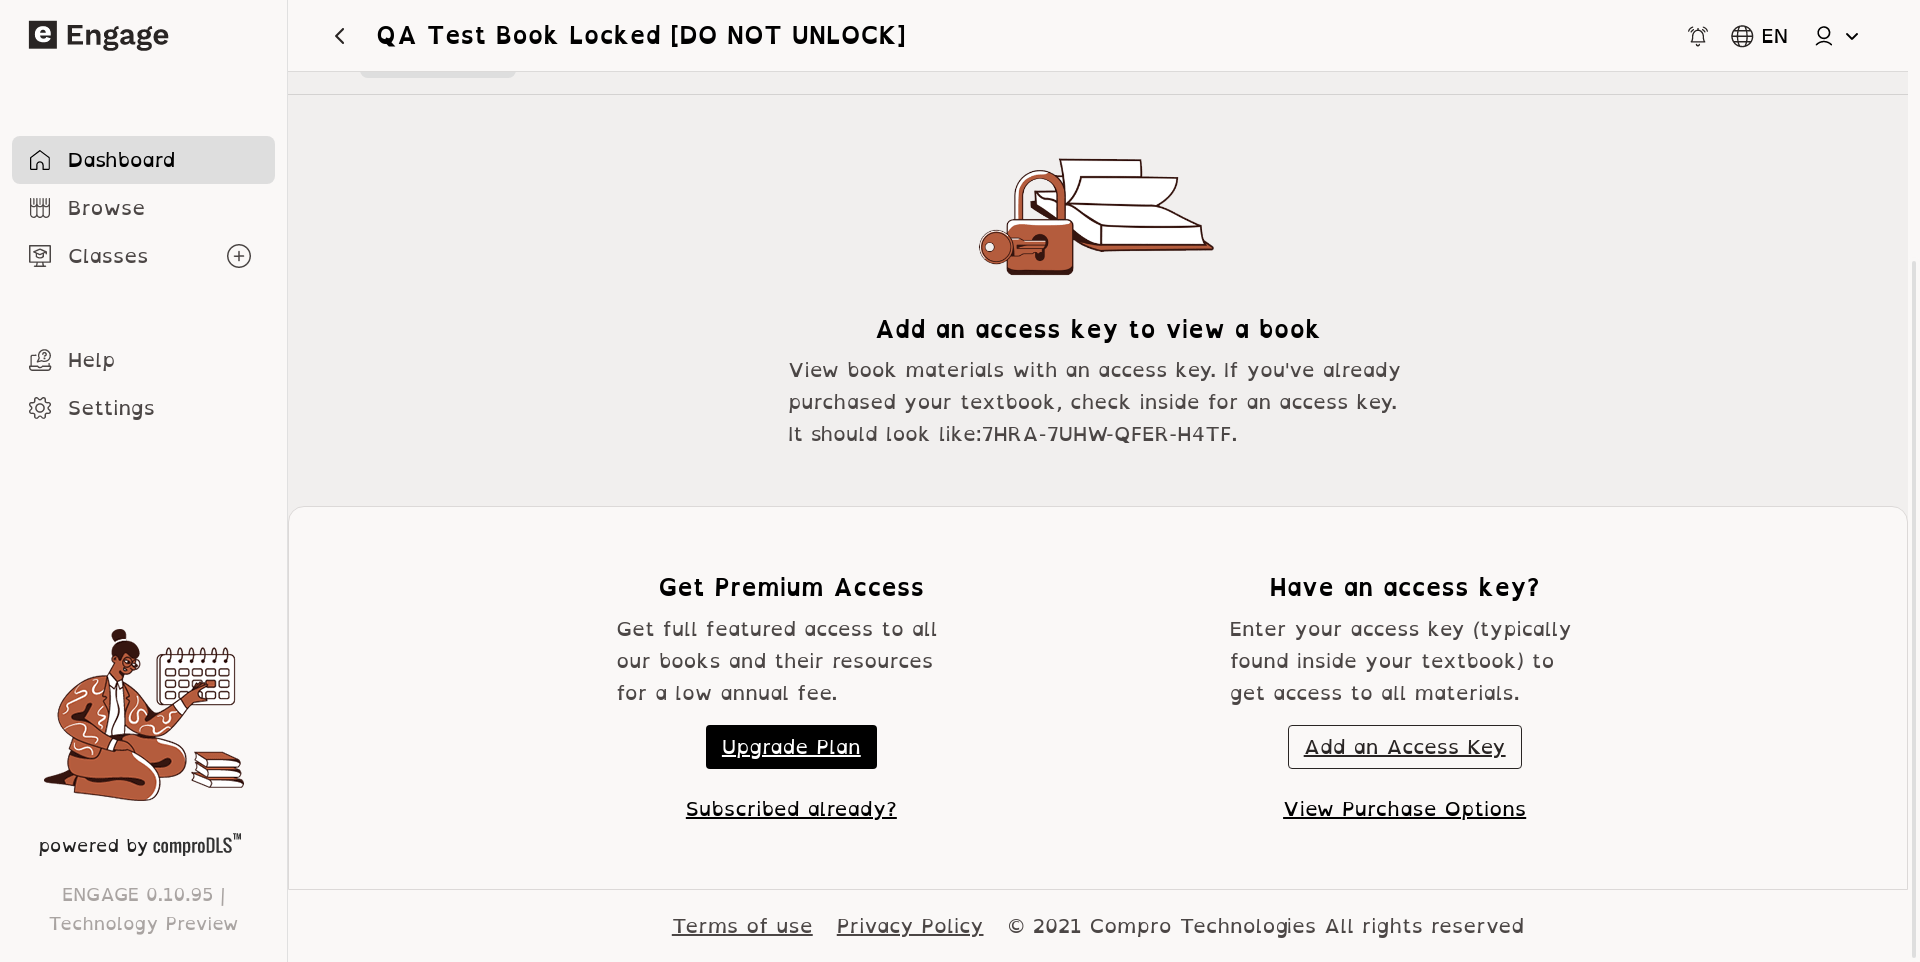 Engage
QA Test Book Locked [DO NOT UNLOCK]
EN
Dashboard
Browse
Classes
Help
Settings
powered by comproDLS™
ENGAGE 0.10.95 |
Technology Preview
Add an access key to view a book
View book materials with an access key. If you've already
purchased your textbook, check inside for an access key.
It should look like:7HRA-7UHW-QFER-H4TF.
Get Premium Access
Get full featured access to all
our books and their resources
for a low annual fee.
Upgrade Plan
Subscribed already?
Have an access key?
Enter your access key (typically
found inside your textbook) to
get access to all materials.
Add an Access Key
View Purchase Options
Terms of use Privacy Policy © 2021 Compro Technologies All rights reserved